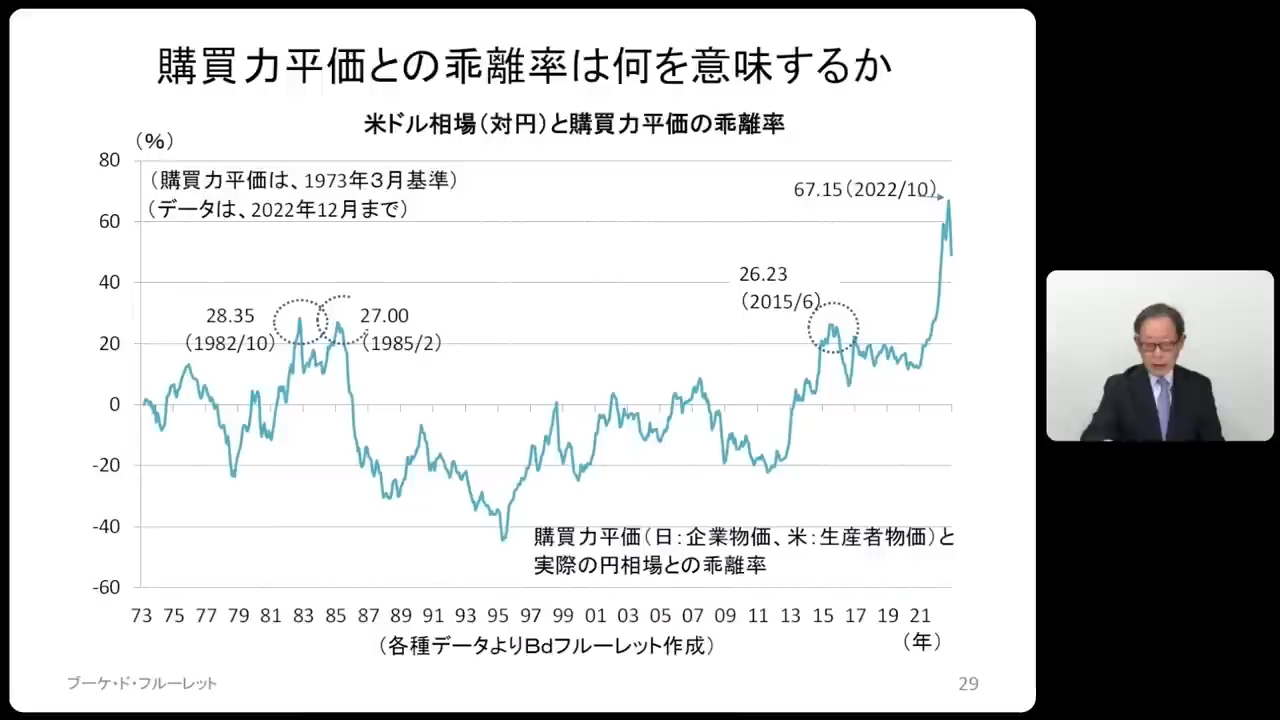 購買力平価との乖離率は何を意味するか
米ドル相場(対円)と購買力平価の乖離率
(%)
(購買力平価は、1973年3月基準)
(データは、2022年12月まで)
67.15(2022/10)
26.23
(2015/6)
28.35
(1982/10)
27.00
(1985/2)
80
60
40
20
0
-20
-40
-60
購買力平価(日:企業物価、米:生産者物価)と
実際の円相場との乖離率
73 75 77 79 81 83 85 87 89 91 93 95 97 99 01 03 05 07 09 11 13 15 17 19 21
(年)
(各種データよりBdフルーレット作成)
ブーケ・ド・フルーレット
29